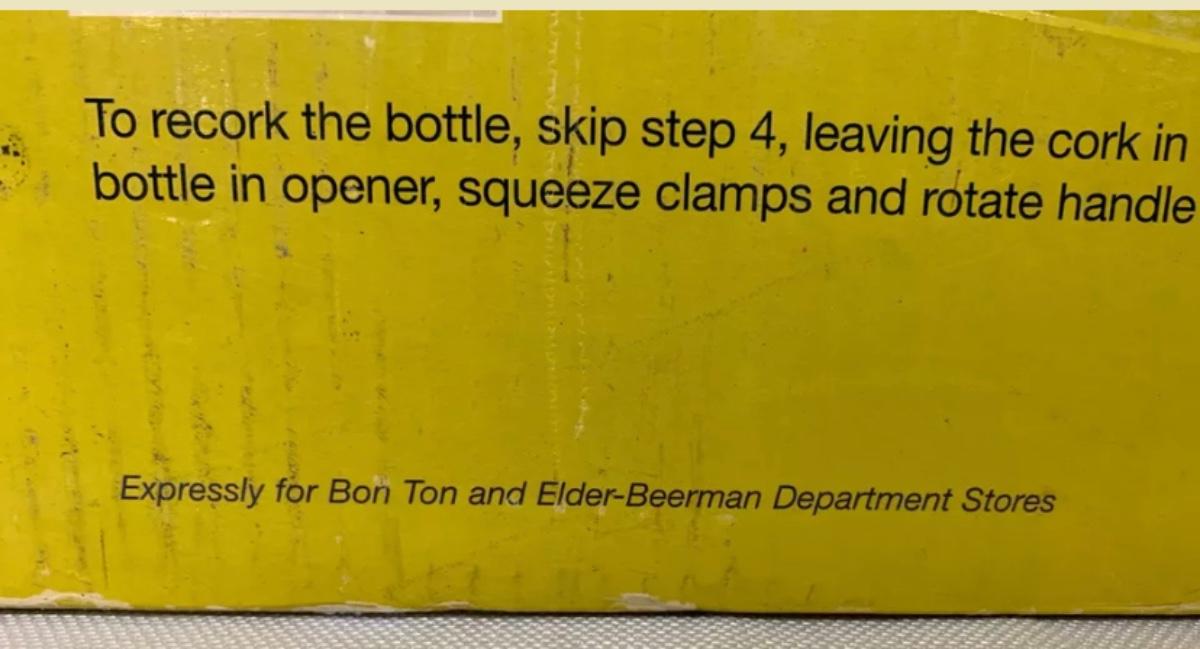 To recork the bottle, skip step 4, leaving the cork in
bottle in opener, squeeze clamps and rotate handle
Expressly for Bon Ton and Elder-Beerman Department Stores